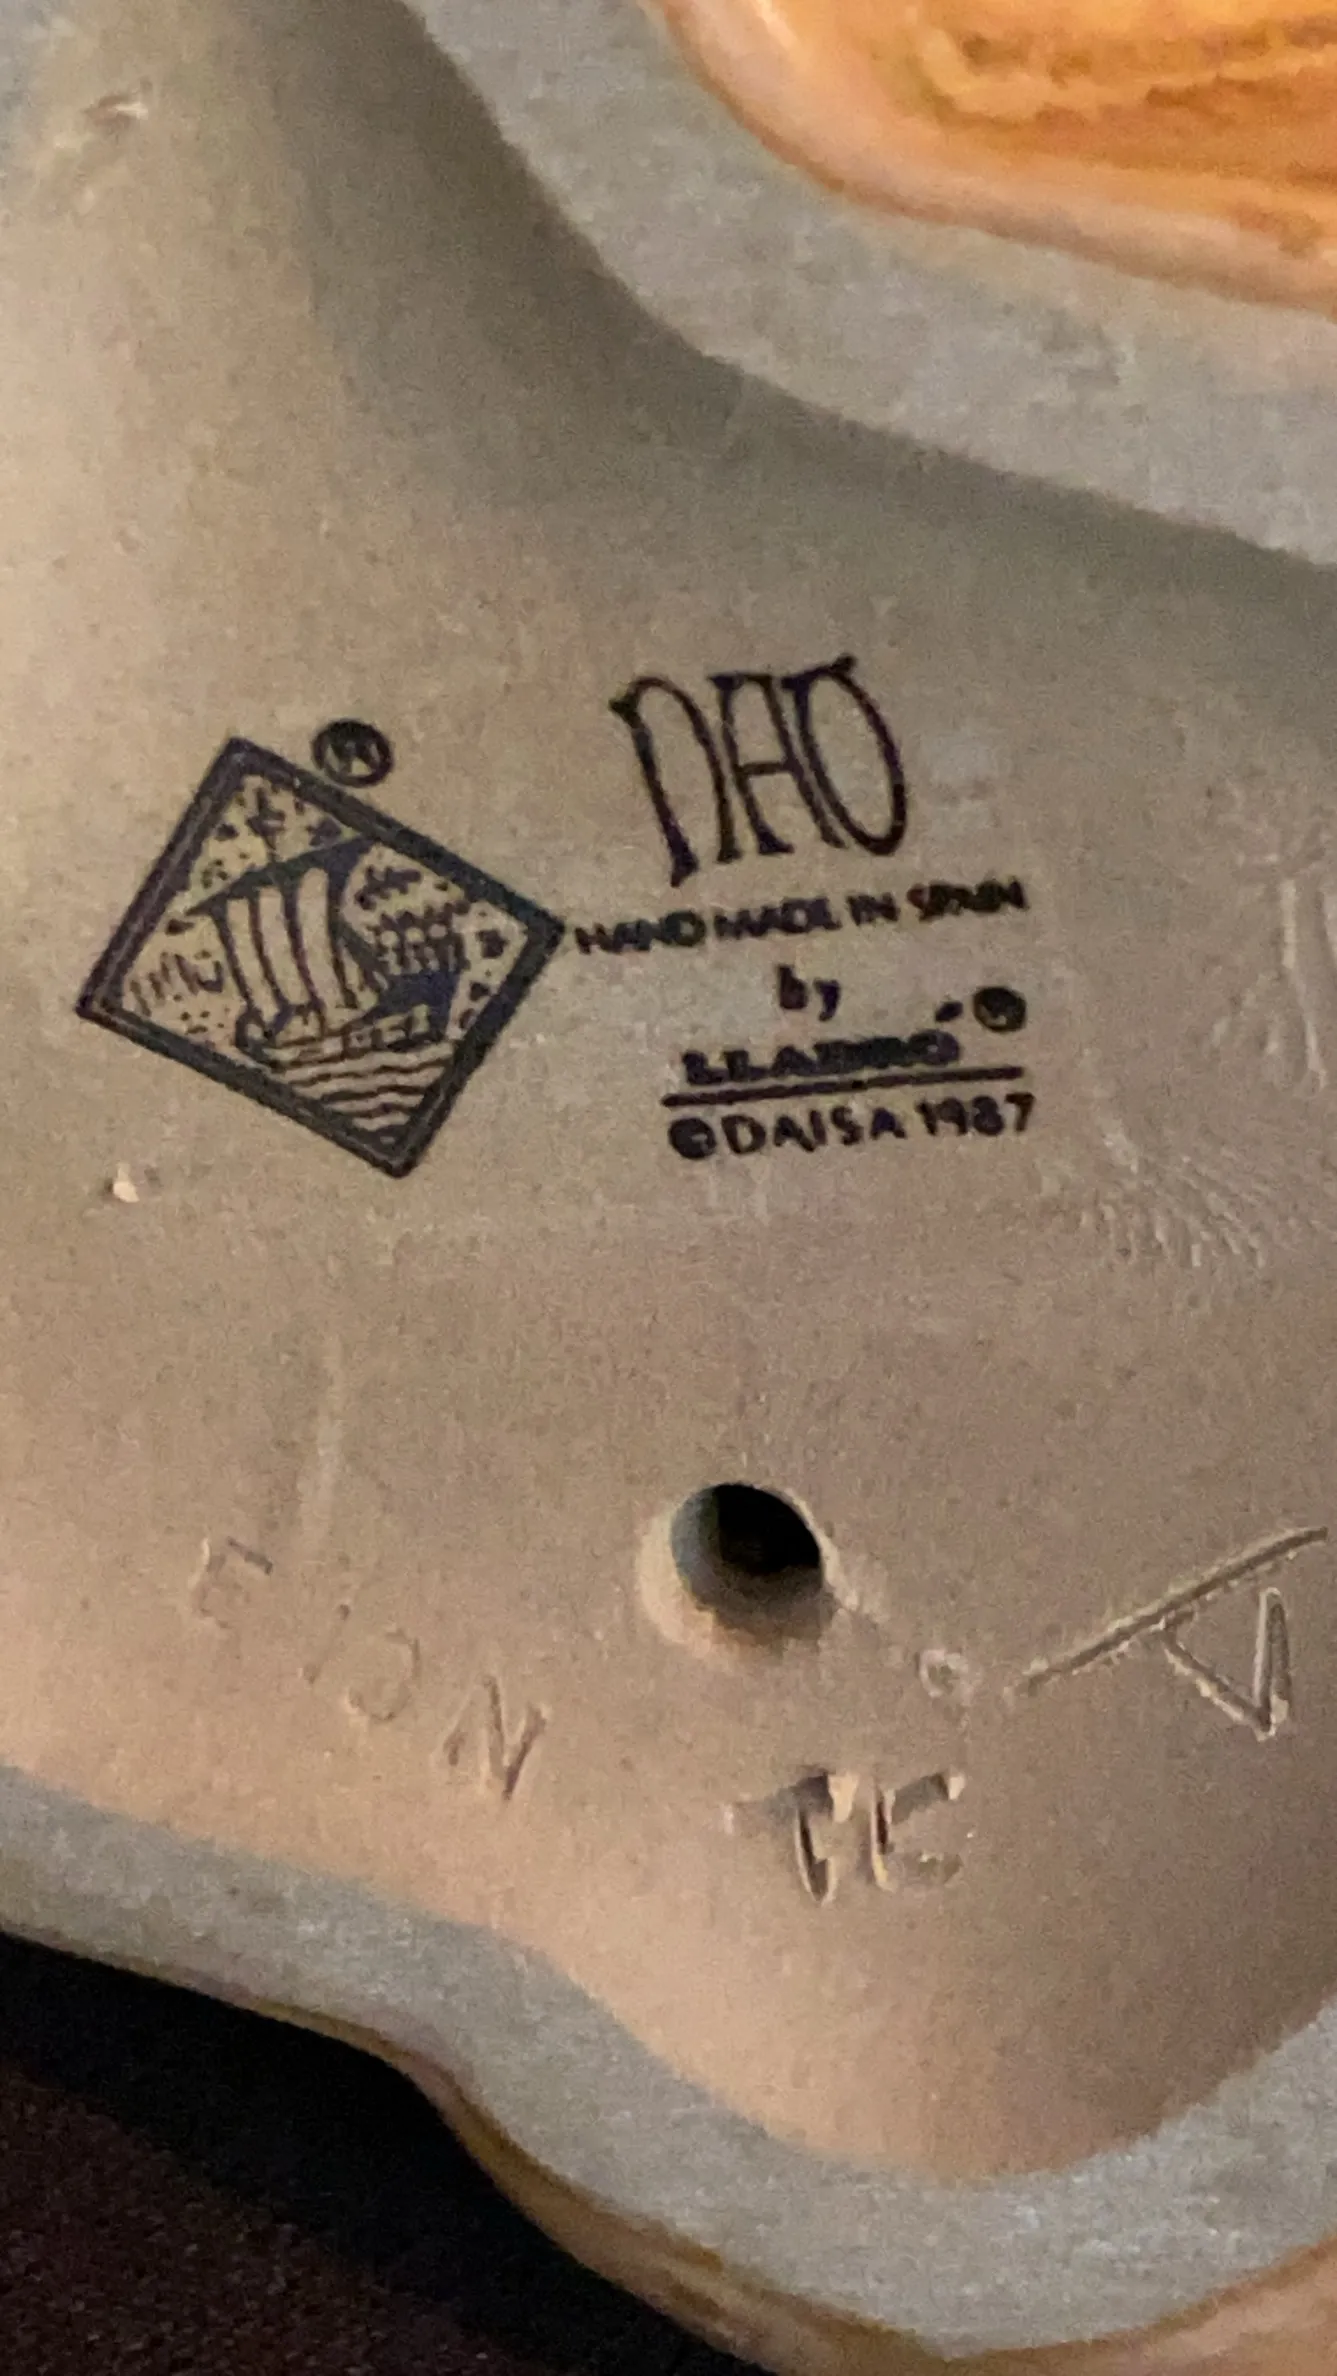 NAO
HAND MADE IN SPAIN
by
LLADRÓ ®
© DAISA 1987